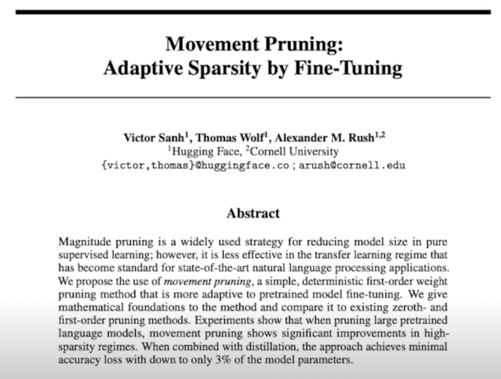 Movement Pruning:
Adaptive Sparsity by Fine-Tuning
Victor Sanh¹, Thomas Wolf¹, Alexander M. Rush¹,²
¹Hugging Face, ²Cornell University
{victor,thomas}@huggingface.co ; arush@cornell.edu
Abstract
Magnitude pruning is a widely used strategy for reducing model size in pure
supervised learning; however, it is less effective in the transfer learning regime that
has become standard for state-of-the-art natural language processing applications.
We propose the use of movement pruning, a simple, deterministic first-order weight
pruning method that is more adaptive to pretrained model fine-tuning. We give
mathematical foundations to the method and compare it to existing zeroth- and
first-order pruning methods. Experiments show that when pruning large pretrained
language models, movement pruning shows significant improvements in high-
sparsity regimes. When combined with distillation, the approach achieves minimal
accuracy loss with down to only 3% of the model parameters.